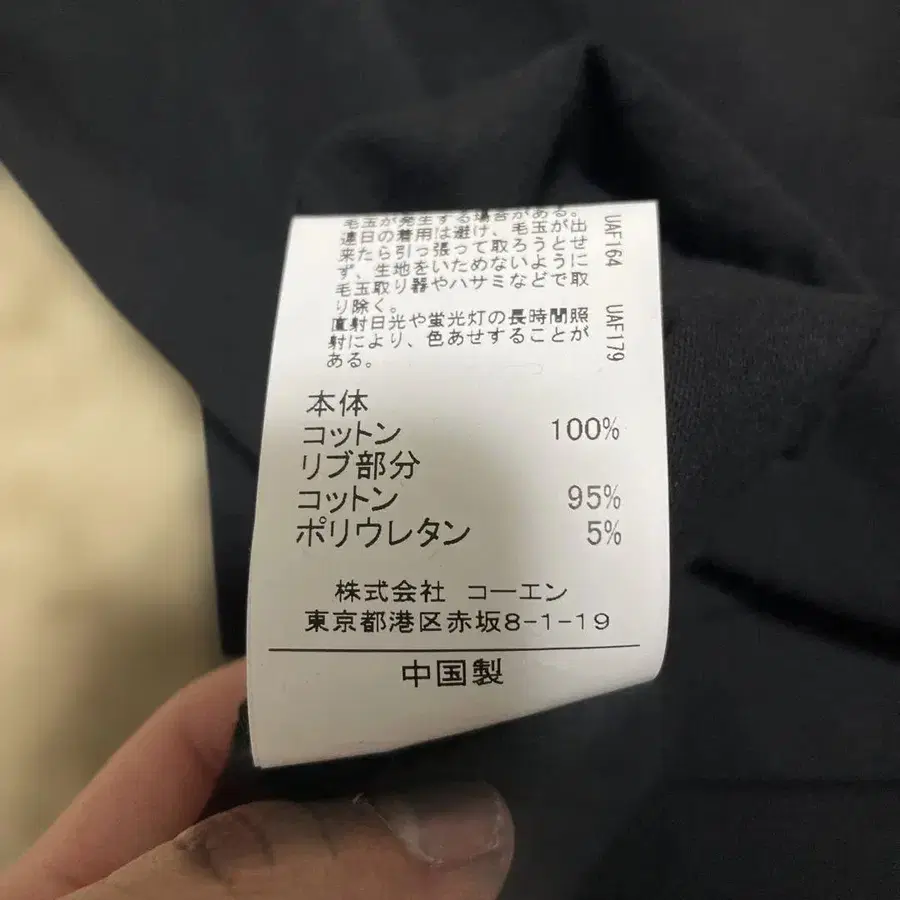 毛玉が発生する場合がある。
連日の着用は避け、毛玉が出
来たら引っ張って取ろうとせ
ず、生地をいためないように
毛玉取り器やハサミなどで取
り除く。
直射日光や蛍光灯の長時間照
射により、色あせすることが
ある。
UAF164 UAF179
本体
コットン 100%
リブ部分
コットン 95%
ポリウレタン 5%
株式会社 コーエン
東京都港区赤坂8-1-19
中国製